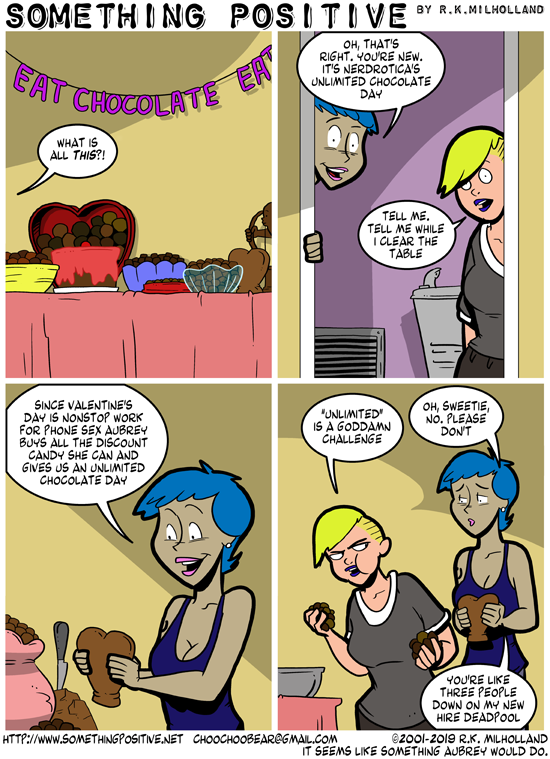 SOMETHING POSITIVE BY R.K.MILHOLLAND
EAT CHOCOLATE EAT
WHAT IS
ALL THIS?!
OH, THAT'S
RIGHT. YOU'RE NEW.
IT'S NERDROTICA'S
UNLIMITED CHOCOLATE
DAY
TELL ME.
TELL ME WHILE
I CLEAR THE
TABLE
SINCE VALENTINE'S
DAY IS NONSTOP WORK
FOR PHONE SEX AUBREY
BUYS ALL THE DISCOUNT
CANDY SHE CAN AND
GIVES US AN UNLIMITED
CHOCOLATE DAY
"UNLIMITED"
IS A GODDAMN
CHALLENGE
OH, SWEETIE,
NO. PLEASE
DON'T
YOU'RE LIKE
THREE PEOPLE
DOWN ON MY NEW
HIRE DEADPOOL
HTTP://WWW.SOMETHINGPOSITIVE.NET CHOOCHOOBEAR@GMAIL.COM ©2001-2019 R.K. MILHOLLAND
IT SEEMS LIKE SOMETHING AUBREY WOULD DO.